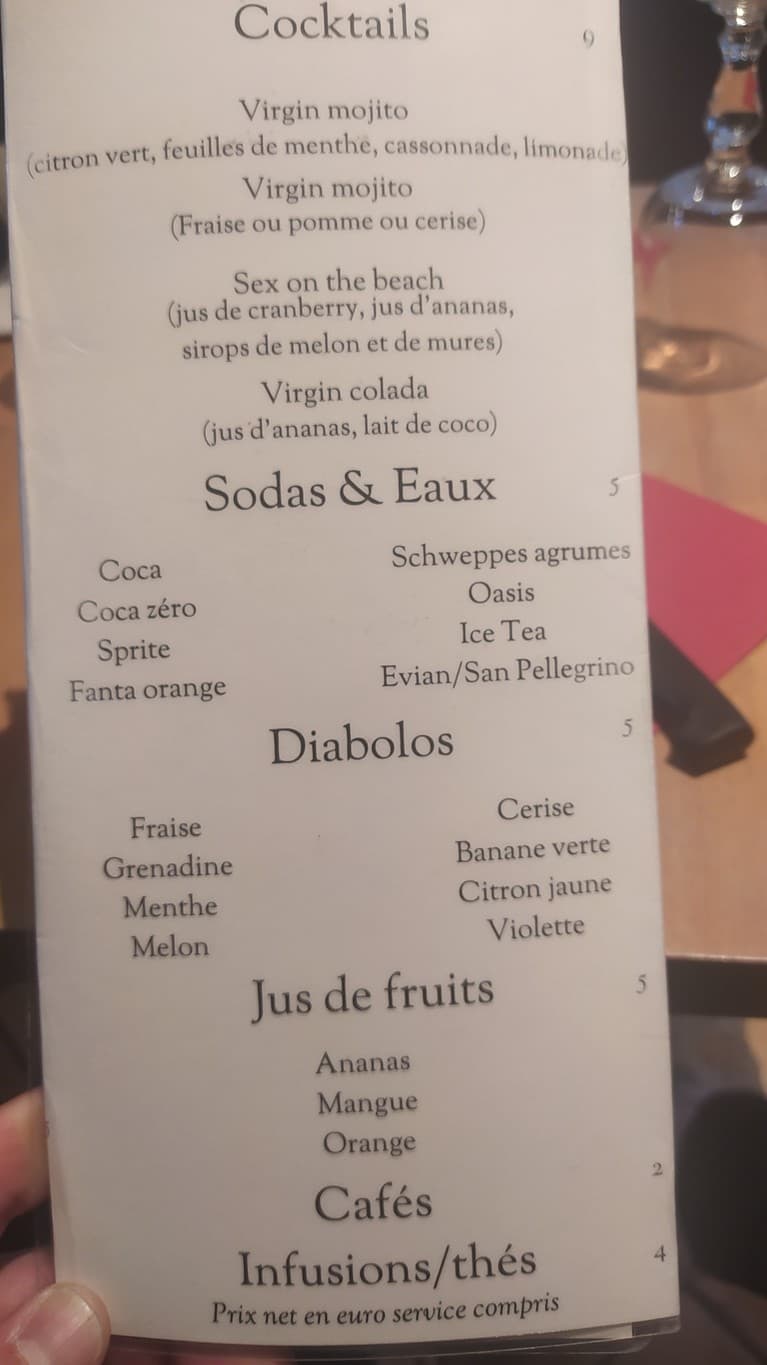 Cocktails 9
Virgin mojito
(citron vert, feuilles de menthe, cassonnade, limonade)
Virgin mojito
(Fraise ou pomme ou cerise)
Sex on the beach
(jus de cranberry, jus d'ananas,
sirops de melon et de mures)
Virgin colada
(jus d'ananas, lait de coco)
Sodas & Eaux 5
Coca
Coca zéro
Sprite
Fanta orange
Schweppes agrumes
Oasis
Ice Tea
Evian/San Pellegrino
Diabolos 5
Fraise
Grenadine
Menthe
Melon
Cerise
Banane verte
Citron jaune
Violette
Jus de fruits 5
Ananas
Mangue
Orange
Cafés 2
Infusions/thés 4
Prix net en euro service compris